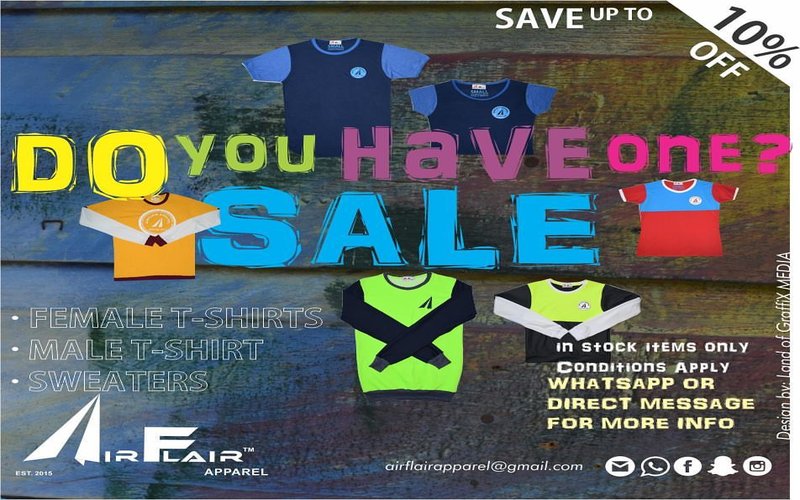 SAVE UP TO
10%
OFF
DO YOU HAVE ONE?
SALE
• FEMALE T-SHIRTS
• MALE T-SHIRT
• SWEATERS
IN STOCK ITEMS ONLY
CONDITIONS APPLY
WHATSAPP OR
DIRECT MESSAGE
FOR MORE INFO
AIRFLAIR™
APPAREL
EST. 2015
airflairapparel@gmail.com
Design by: Land of GraffiX MEDIA